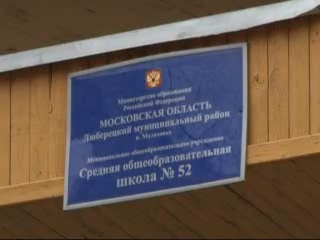 Министерство образования
Российской Федерации
МОСКОВСКАЯ ОБЛАСТЬ
Люберецкий муниципальный район
п. Малаховка
Муниципальное общеобразовательное учреждение
Средняя общеобразовательная
ШКОЛА № 52